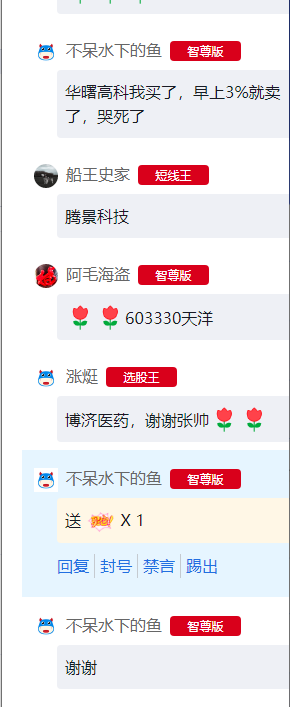 不呆水下的鱼 智尊版
华曙高科我买了，早上3%就卖
了，哭死了
船王史家 短线王
腾景科技
阿毛海盗 智尊版
603330天洋
涨烶 选股王
博济医药，谢谢张帅
不呆水下的鱼 智尊版
送 X 1
回复 封号 禁言 踢出
不呆水下的鱼 智尊版
谢谢